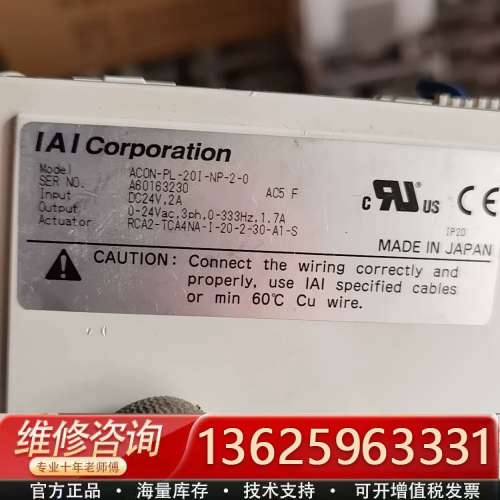 IAI Corporation
Model ACON-PL-20I-NP-2-0
SER NO. A60163230 AC5 F
Input DC24V,2A
Output 0-24Vac,3ph,0-333Hz,1.7A
Actuator RCA2-TCA4NA-I-20-2-30-A1-S
c RU US CE
IP20
MADE IN JAPAN
CAUTION: Connect the wiring correctly and
properly, use IAI specified cables
or min 60℃ Cu wire.
维修咨询 13625963331
专业十年老师傅
官方正品 · 海量库存 · 技术支持 · 可开增值税发票